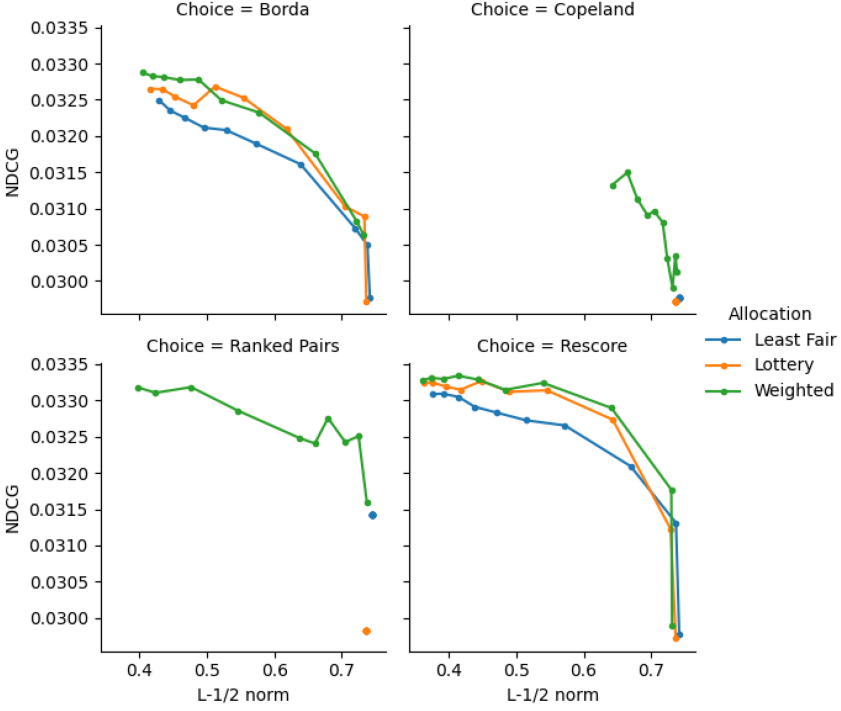 Choice = Borda
Choice = Copeland
0.0335
0.0330
0.0325
0.0320
0.0315
0.0310
0.0305
0.0300
NDCG
Allocation
Least Fair
Lottery
Weighted
Choice = Ranked Pairs
Choice = Rescore
0.0335
0.0330
0.0325
0.0320
0.0315
0.0310
0.0305
0.0300
NDCG
0.4 0.5 0.6 0.7
L-1/2 norm
0.4 0.5 0.6 0.7
L-1/2 norm